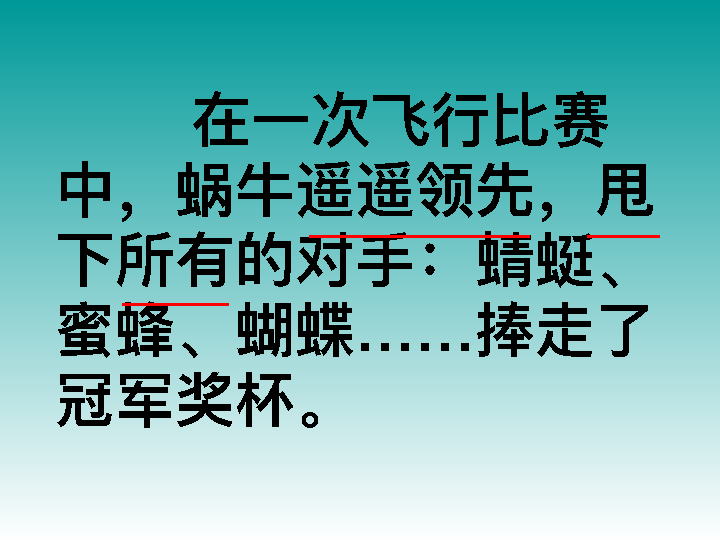 在一次飞行比赛
中，蜗牛遥遥领先，甩
下所有的对手：蜻蜓、
蜜蜂、蝴蝶……捧走了
冠军奖杯。